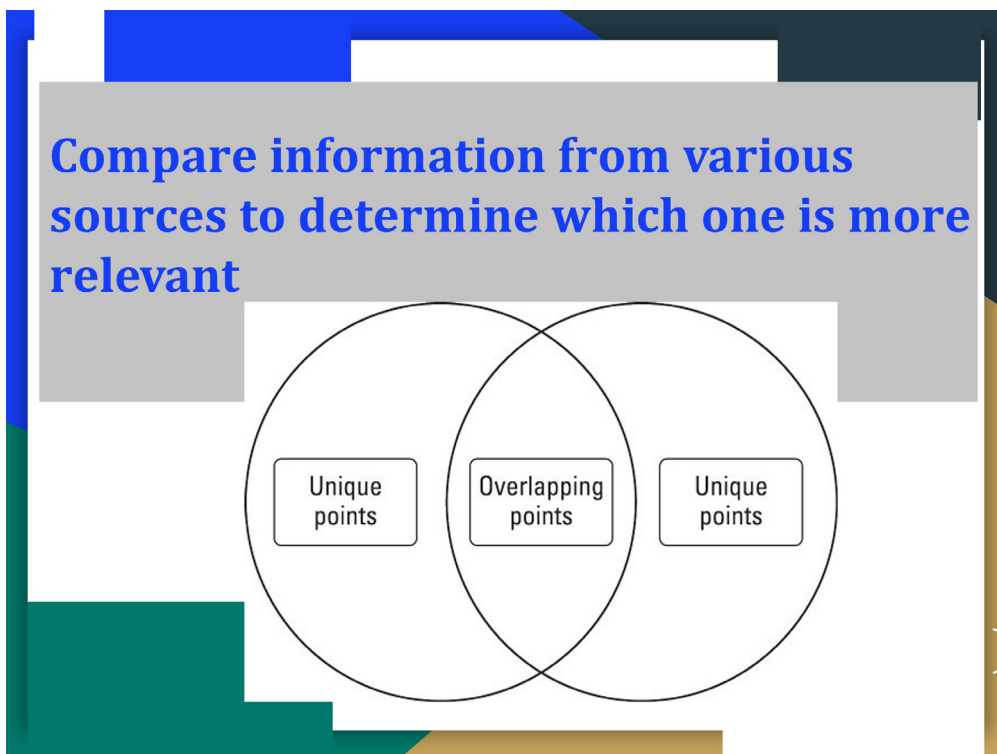 Compare information from various
sources to determine which one is more
relevant
Unique
points
Overlapping
points
Unique
points